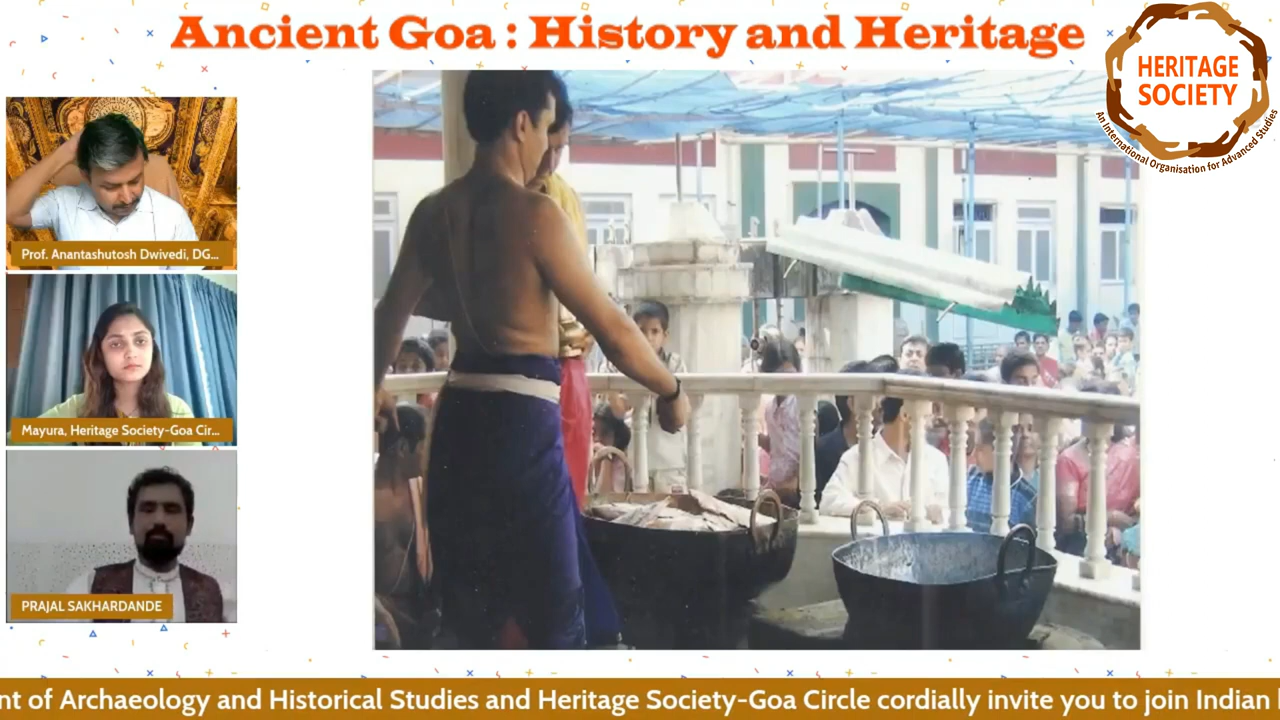 Ancient Goa : History and Heritage
HERITAGE
SOCIETY
An International Organisation for Advanced Studies
Prof. Anantashutosh Dwivedi, DG...
Mayura, Heritage Society-Goa Cir...
PRAJAL SAKHARDANDE
nt of Archaeology and Historical Studies and Heritage Society-Goa Circle cordially invite you to join Indian